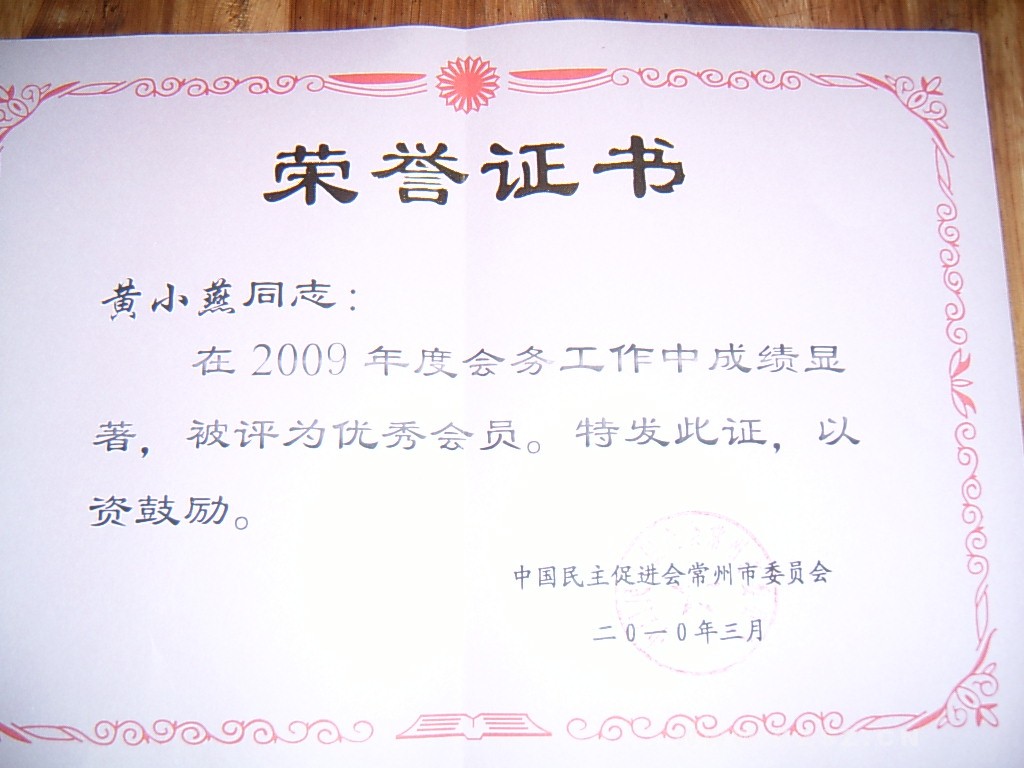 荣誉证书
黄小燕同志：
在2009年度会务工作中成绩显
著，被评为优秀会员。特发此证，以
资鼓励。
中国民主促进会常州市委员会
二0一0年三月